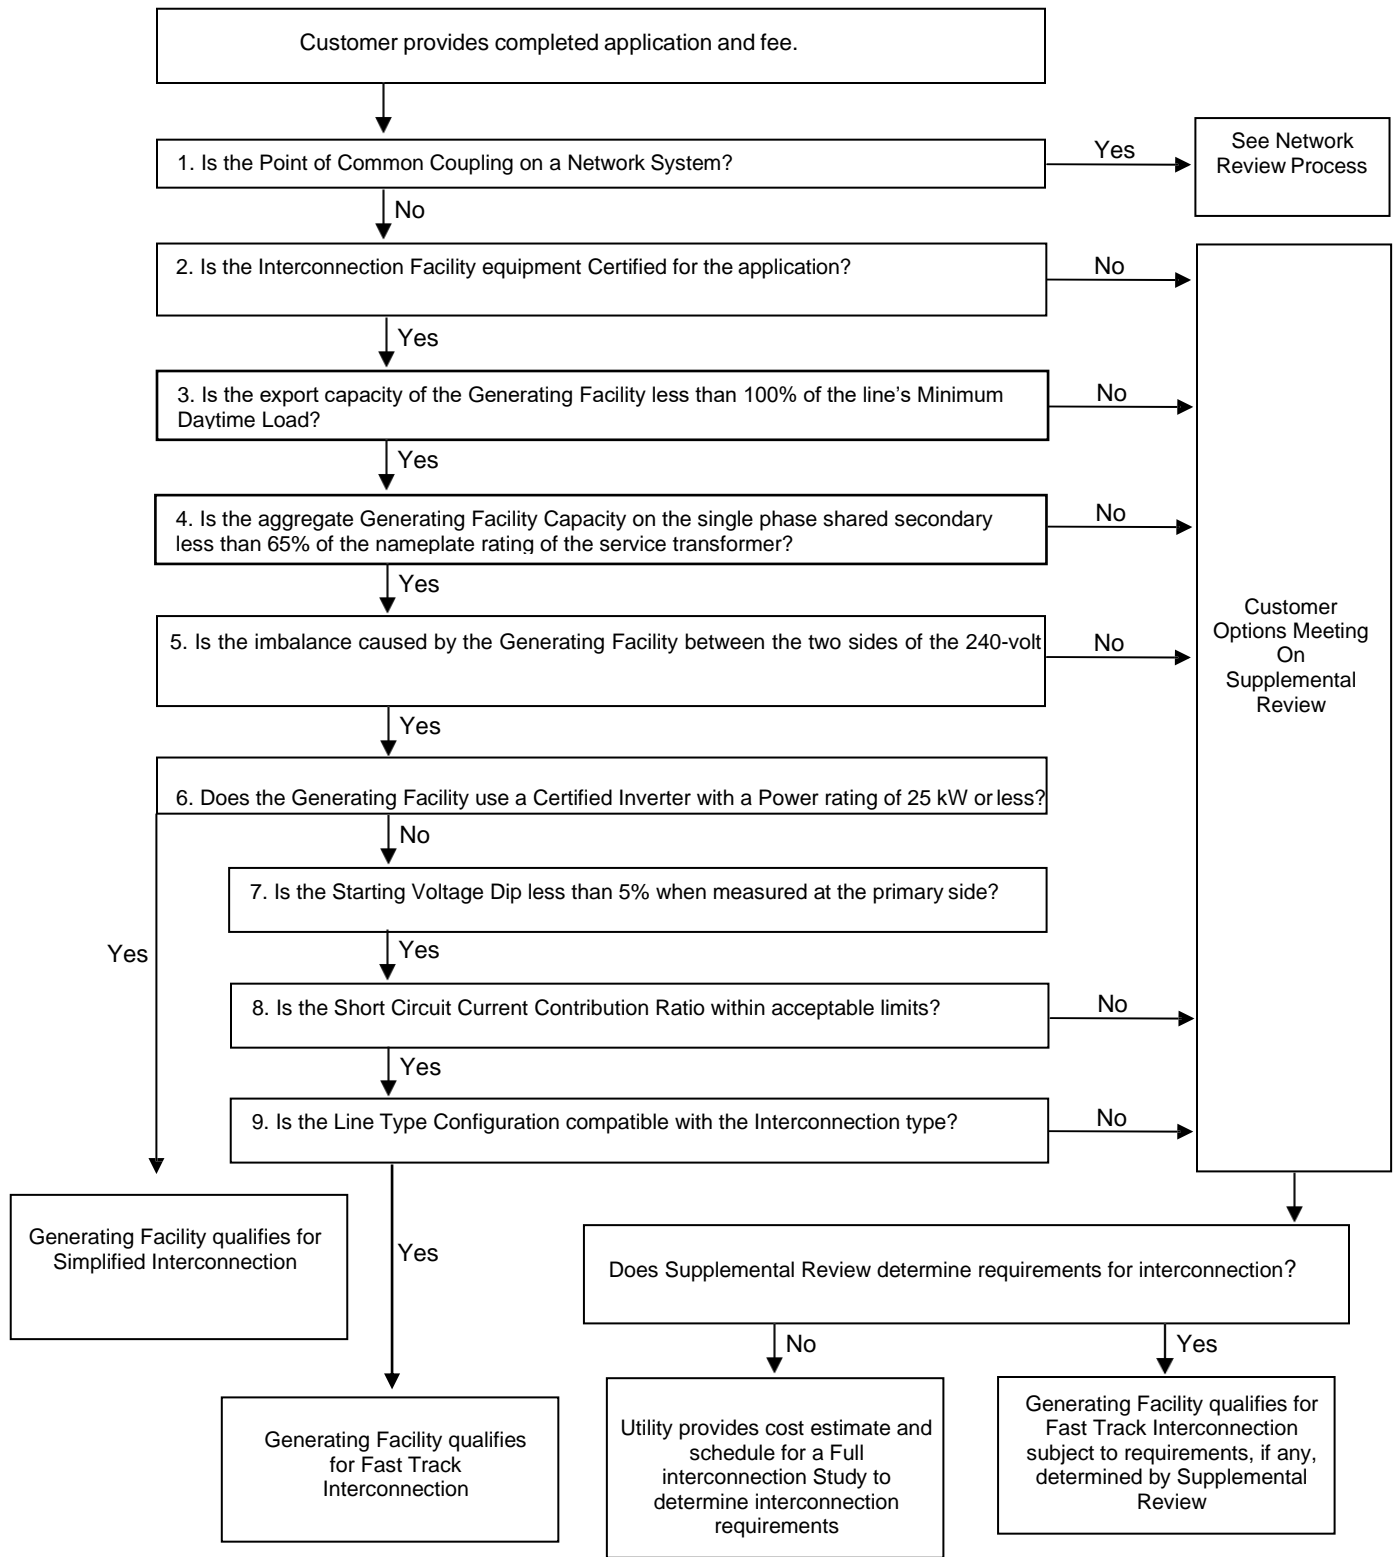 Customer provides completed application and fee.
1. Is the Point of Common Coupling on a Network System?
Yes
See Network
Review Process
No
2. Is the Interconnection Facility equipment Certified for the application?
No
Yes
3. Is the export capacity of the Generating Facility less than 100% of the line’s Minimum
Daytime Load?
No
Yes
4. Is the aggregate Generating Facility Capacity on the single phase shared secondary
less than 65% of the nameplate rating of the service transformer?
No
Yes
5. Is the imbalance caused by the Generating Facility between the two sides of the 240-volt
No
Customer
Options Meeting
On
Supplemental
Review
Yes
6. Does the Generating Facility use a Certified Inverter with a Power rating of 25 kW or less?
No
7. Is the Starting Voltage Dip less than 5% when measured at the primary side?
Yes
Yes
8. Is the Short Circuit Current Contribution Ratio within acceptable limits?
No
Yes
9. Is the Line Type Configuration compatible with the Interconnection type?
No
Generating Facility qualifies for
Simplified Interconnection
Yes
Does Supplemental Review determine requirements for interconnection?
No
Yes
Generating Facility qualifies
for Fast Track
Interconnection
Utility provides cost estimate and
schedule for a Full
interconnection Study to
determine interconnection
requirements
Generating Facility qualifies for
Fast Track Interconnection
subject to requirements, if any,
determined by Supplemental
Review